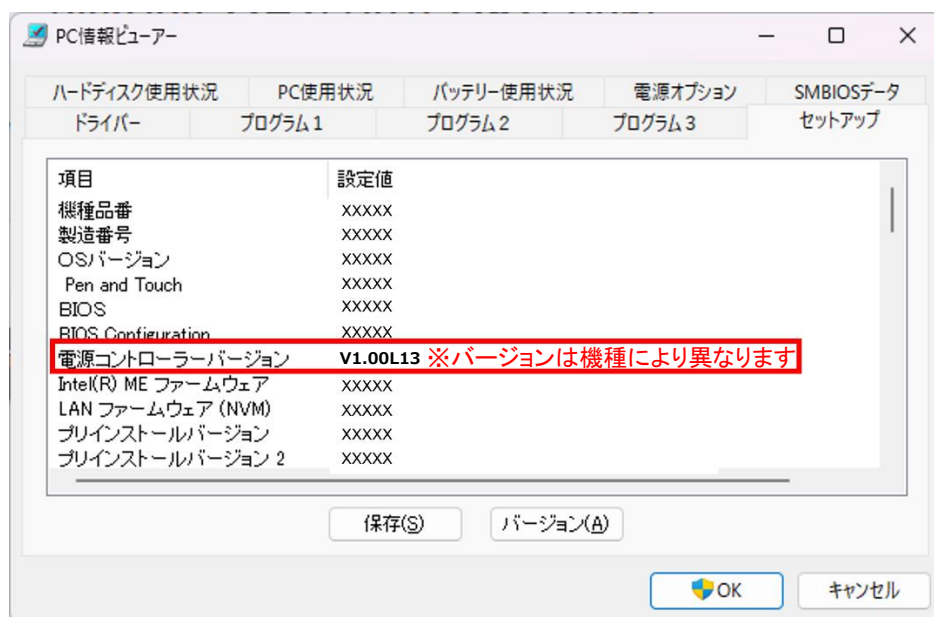 PC情報ビューアー
ハードディスク使用状況 PC使用状況 バッテリー使用状況 電源オプション SMBIOSデータ
ドライバー プログラム1 プログラム2 プログラム3 セットアップ
項目 設定値
機種品番 XXXXX
製造番号 XXXXX
OSバージョン XXXXX
Pen and Touch XXXXX
BIOS XXXXX
BIOS Configuration XXXXX
電源コントローラーバージョン V1.00L13 ※バージョンは機種により異なります
Intel(R) ME ファームウェア XXXXX
LAN ファームウェア (NVM) XXXXX
プリインストールバージョン XXXXX
プリインストールバージョン 2 XXXXX
保存(S) バージョン(A)
OK キャンセル